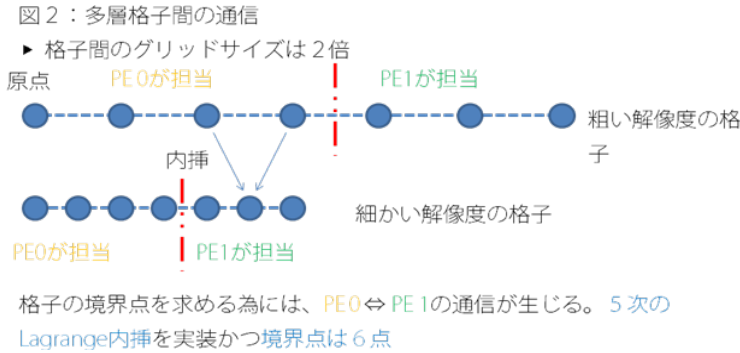 図２：多層格子間の通信
▶ 格子間のグリッドサイズは２倍
原点
PE０が担当
PE1が担当
粗い解像度の格
子
内挿
細かい解像度の格子
PE0が担当
PE1が担当
格子の境界点を求める為には、PE０⇔ PE 1の通信が生じる。５次の
Lagrange内挿を実装かつ境界点は６点